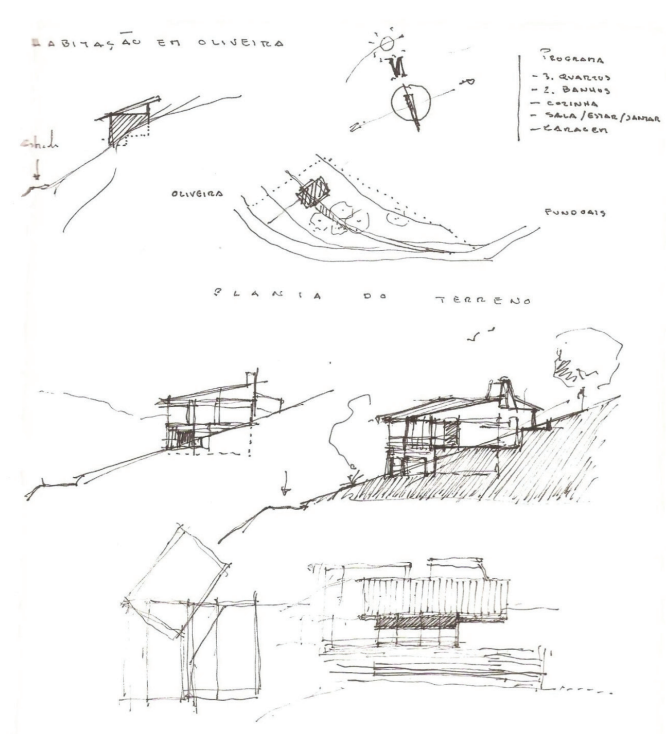 HABITAÇÃO EM OLIVEIRA
N
PROGRAMA
- 3. QUARTOS
- 2. BANHOS
- COZINHA
- SALA/ESTAR/JANTAR
- GARAGEM
OLIVEIRA
FUNDOAIS
PLANTA DO TERRENO